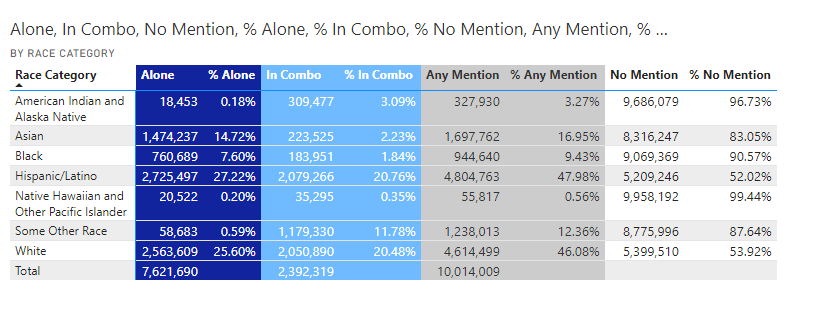 Alone, In Combo, No Mention, % Alone, % In Combo, % No Mention, Any Mention, % ...
BY RACE CATEGORY
Race Category Alone % Alone In Combo % In Combo Any Mention % Any Mention No Mention % No Mention
American Indian and Alaska Native 18,453 0.18% 309,477 3.09% 327,930 3.27% 9,686,079 96.73%
Asian 1,474,237 14.72% 223,525 2.23% 1,697,762 16.95% 8,316,247 83.05%
Black 760,689 7.60% 183,951 1.84% 944,640 9.43% 9,069,369 90.57%
Hispanic/Latino 2,725,497 27.22% 2,079,266 20.76% 4,804,763 47.98% 5,209,246 52.02%
Native Hawaiian and Other Pacific Islander 20,522 0.20% 35,295 0.35% 55,817 0.56% 9,958,192 99.44%
Some Other Race 58,683 0.59% 1,179,330 11.78% 1,238,013 12.36% 8,775,996 87.64%
White 2,563,609 25.60% 2,050,890 20.48% 4,614,499 46.08% 5,399,510 53.92%
Total 7,621,690 2,392,319 10,014,009